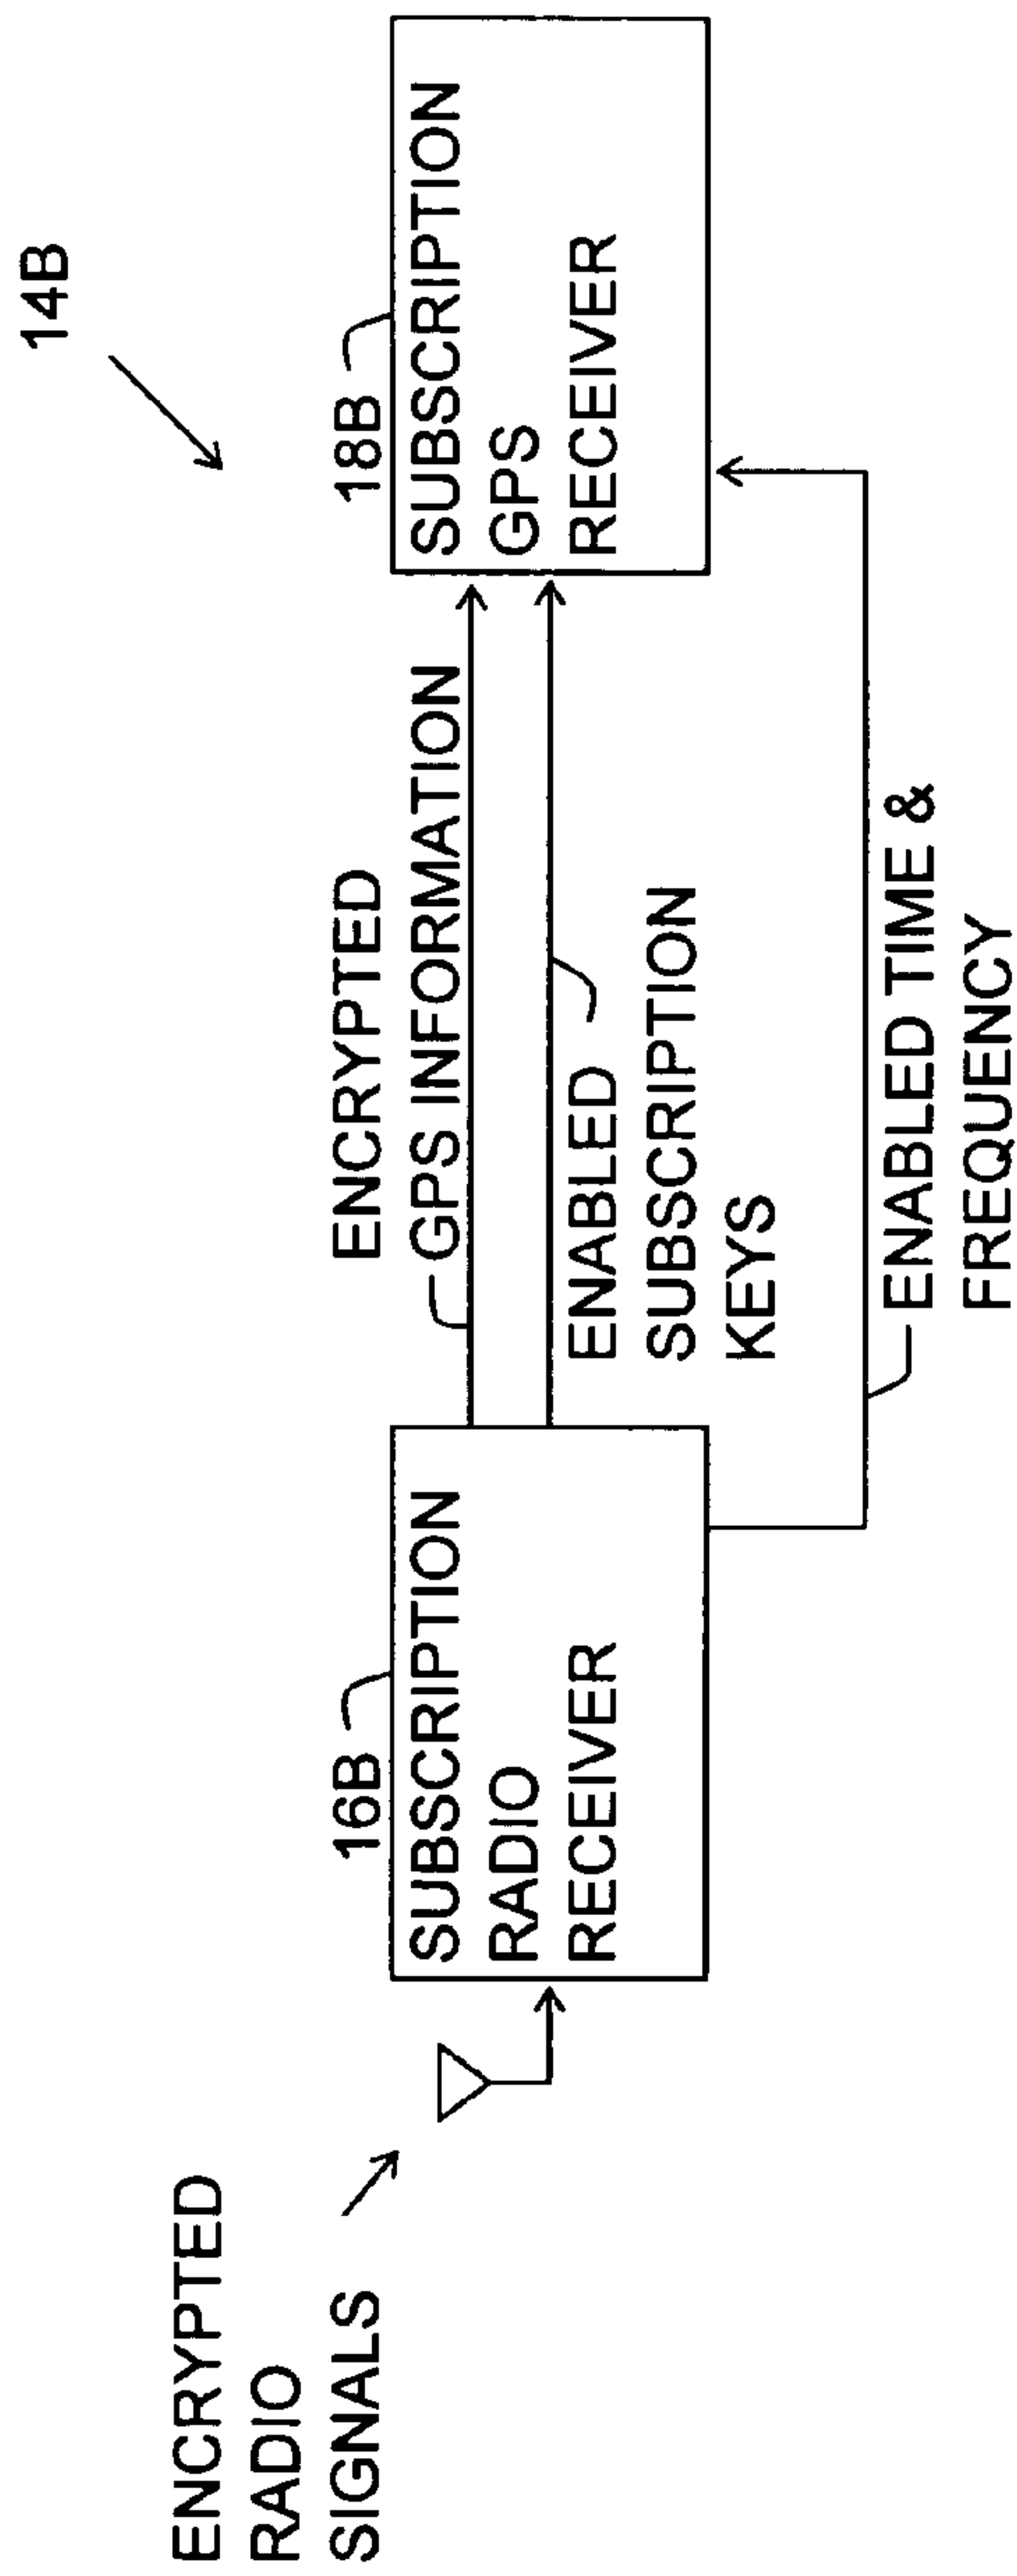 14B
ENCRYPTED
RADIO
SIGNALS
16B
SUBSCRIPTION
RADIO
RECEIVER
ENCRYPTED
GPS INFORMATION
ENABLED
SUBSCRIPTION
KEYS
ENABLED TIME &
FREQUENCY
18B
SUBSCRIPTION
GPS
RECEIVER